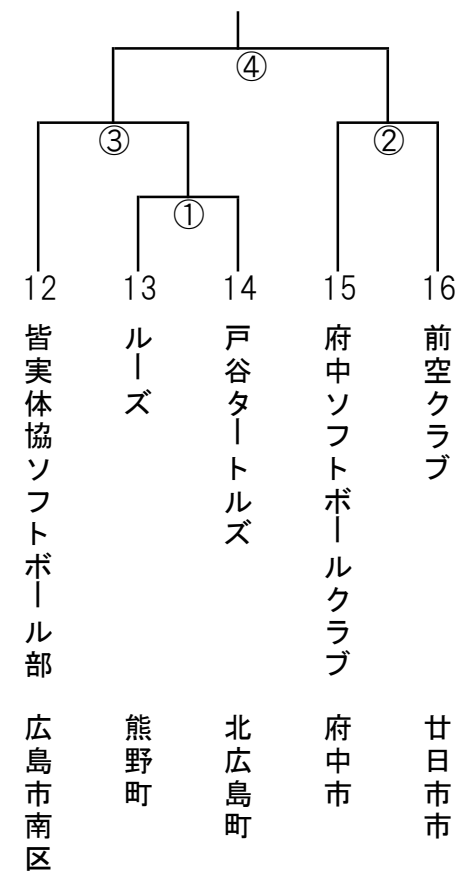 ④
③
②
①
12
13
14
15
16
皆実体協ソフトボール部
ルーズ
戸谷タートルズ
府中ソフトボールクラブ
前空クラブ
広島市南区
熊野町
北広島町
府中市
廿日市市